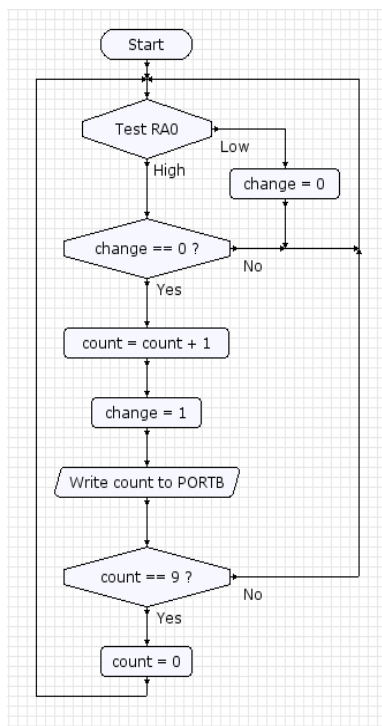 Start
Test RA0
Low
High
change = 0
change == 0 ?
No
Yes
count = count + 1
change = 1
Write count to PORTB
count == 9 ?
No
Yes
count = 0